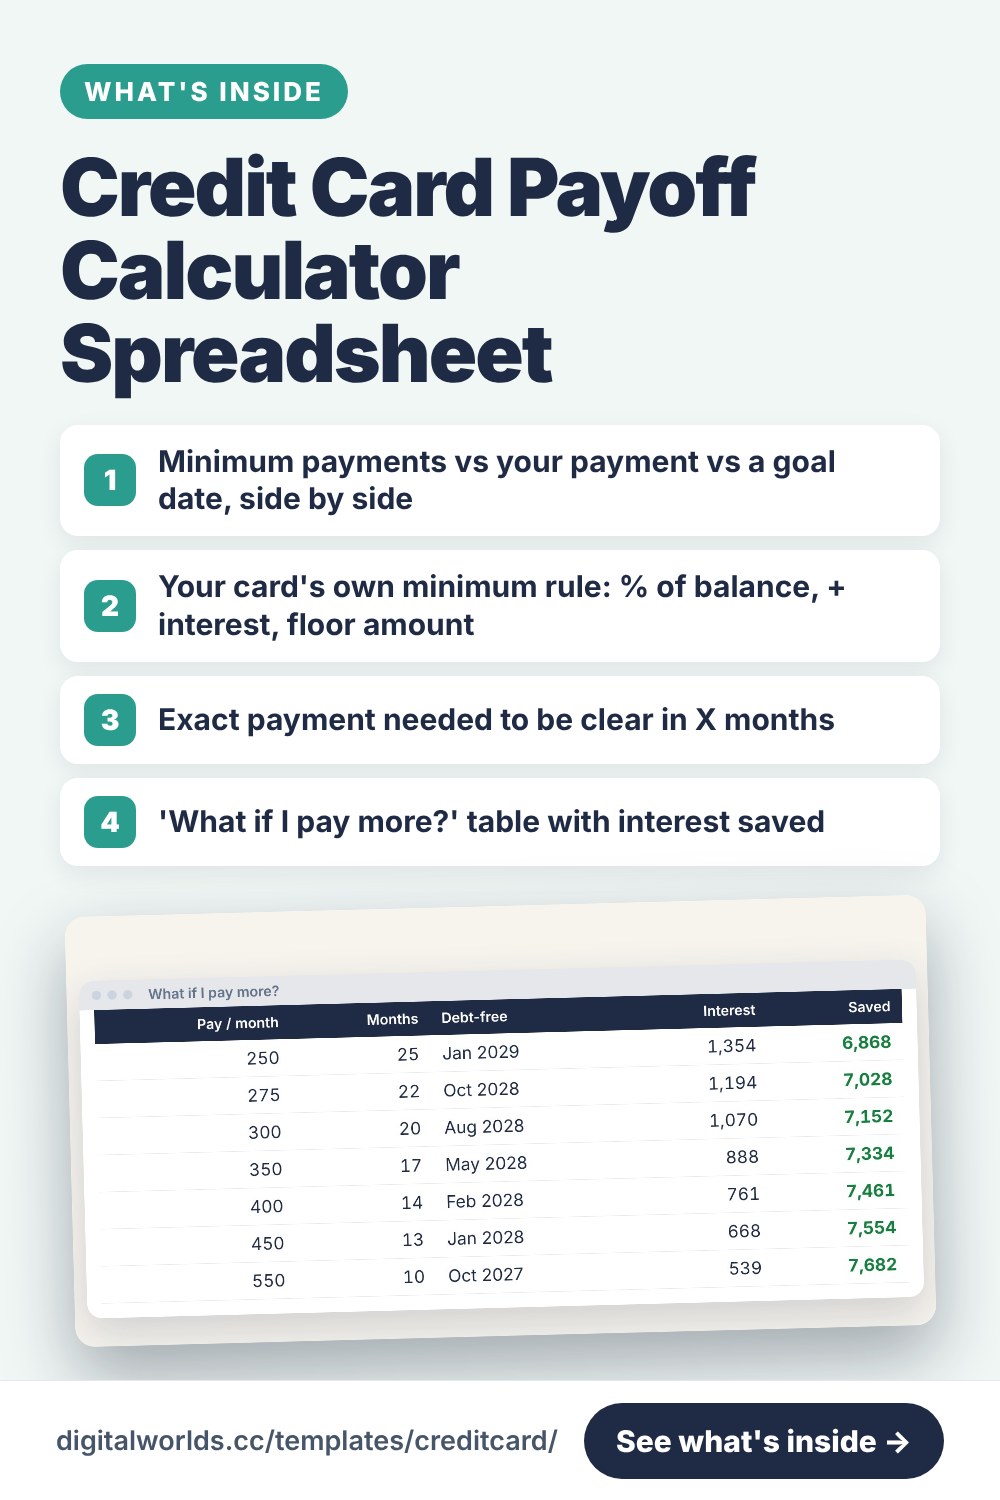 WHAT'S INSIDE
Credit Card Payoff
Calculator
Spreadsheet
1 Minimum payments vs your payment vs a goal
date, side by side
2 Your card's own minimum rule: % of balance, +
interest, floor amount
3 Exact payment needed to be clear in X months
4 'What if I pay more?' table with interest saved
What if I pay more?
Pay / month Months Debt-free Interest Saved
250 25 Jan 2029 1,354 6,868
275 22 Oct 2028 1,194 7,028
300 20 Aug 2028 1,070 7,152
350 17 May 2028 888 7,334
400 14 Feb 2028 761 7,461
450 13 Jan 2028 668 7,554
550 10 Oct 2027 539 7,682
digitalworlds.cc/templates/creditcard/ See what's inside →